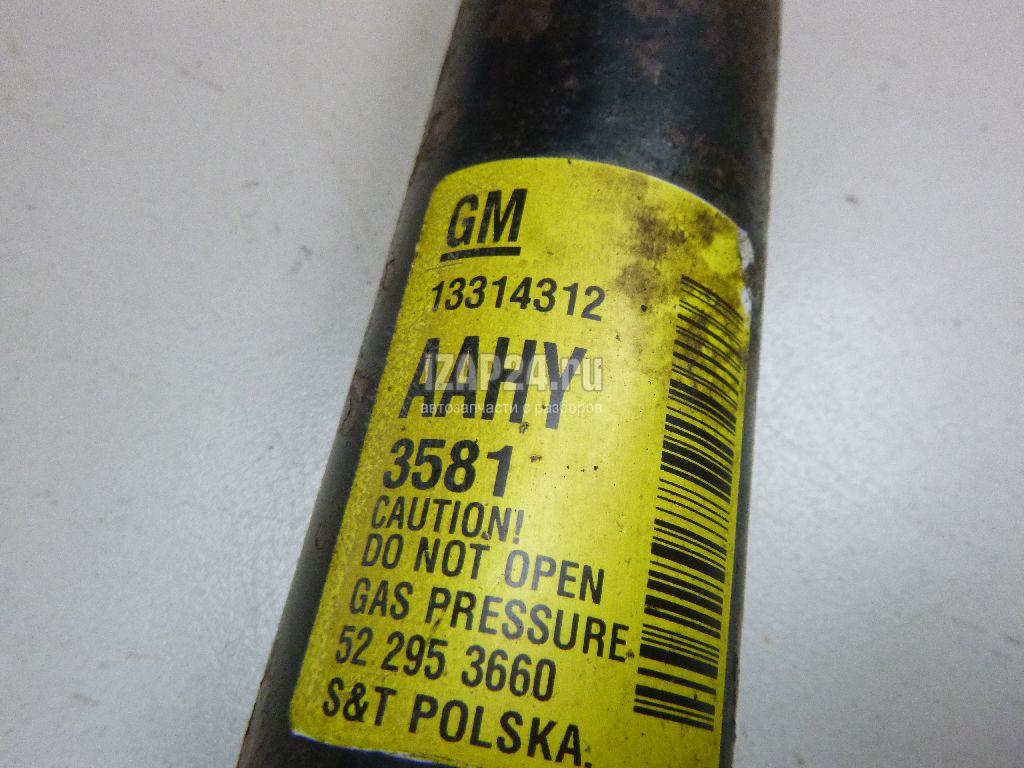 GM
13314312
AAHY
iZAP24.ru
автозапчасти с разборов
3581
CAUTION!
DO NOT OPEN
GAS PRESSURE
52 295 3660
S&T POLSKA.